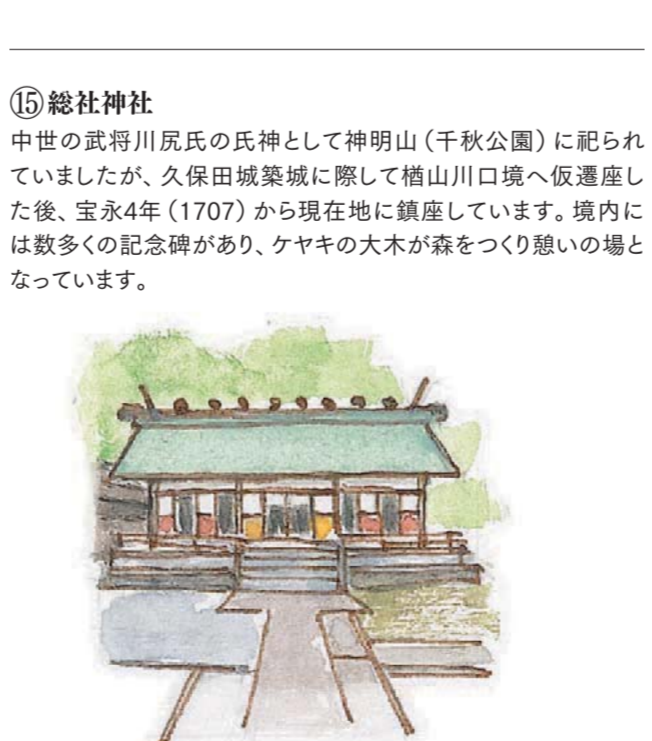 ⑮総社神社
中世の武将川尻氏の氏神として神明山（千秋公園）に祀られ
ていましたが、久保田城築城に際して楢山川口境へ仮遷座し
た後、宝永4年（1707）から現在地に鎮座しています。境内に
は数多くの記念碑があり、ケヤキの大木が森をつくり憩いの場と
なっています。